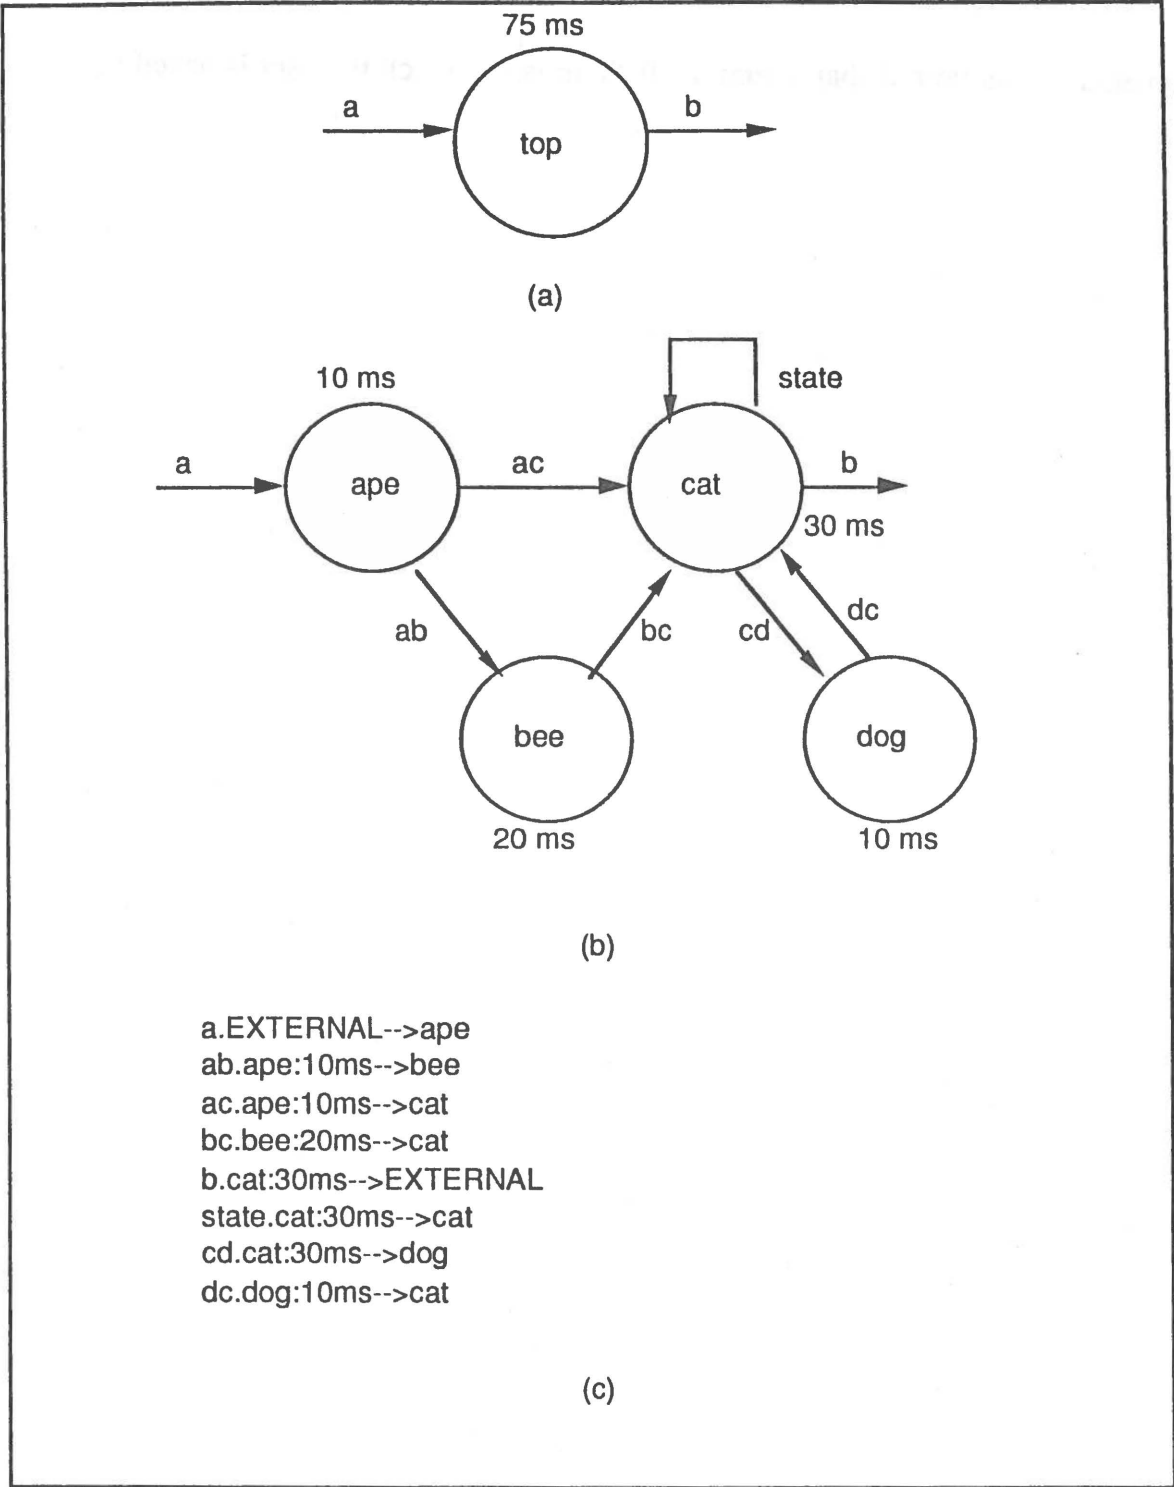 75 ms
a
b
top
(a)
state
10 ms
a
ape
ac
cat
b
30 ms
ab
bc
cd
dc
bee
dog
20 ms
10 ms
(b)
a.EXTERNAL-->ape
ab.ape:10ms-->bee
ac.ape:10ms-->cat
bc.bee:20ms-->cat
b.cat:30ms-->EXTERNAL
state.cat:30ms-->cat
cd.cat:30ms-->dog
dc.dog:10ms-->cat
(c)